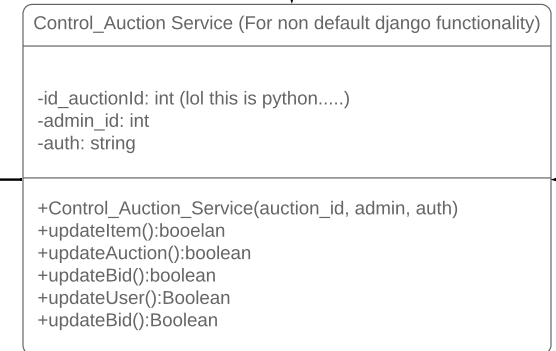 Control_Auction Service (For non default django functionality)
-id_auctionId: int (lol this is python.....)
-admin_id: int
-auth: string
+Control_Auction_Service(auction_id, admin, auth)
+updateItem():booelan
+updateAuction():boolean
+updateBid():boolean
+updateUser():Boolean
+updateBid():Boolean